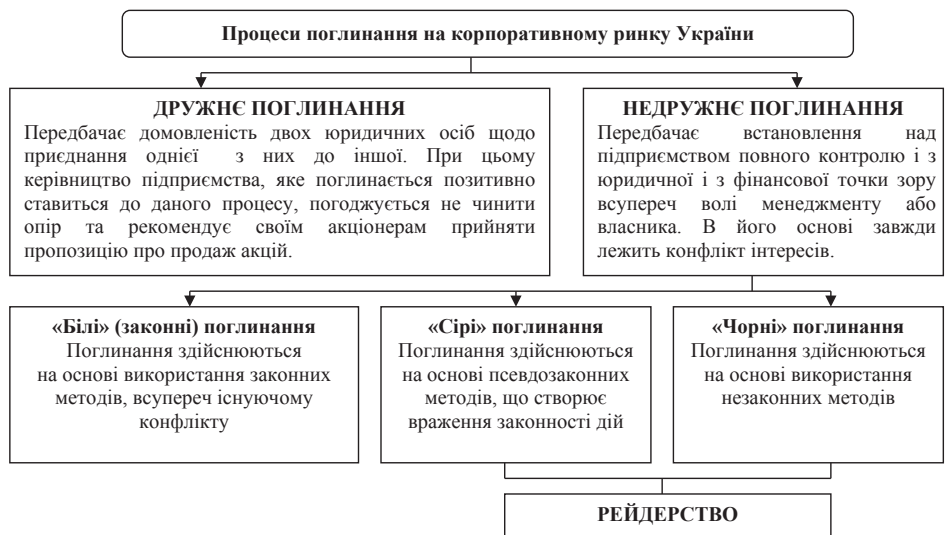 Процеси поглинання на корпоративному ринку України
ДРУЖНЄ ПОГЛИНАННЯ
Передбачає домовленість двох юридичних осіб щодо
приєднання однієї з них до іншої. При цьому
керівництво підприємства, яке поглинається позитивно
ставиться до даного процесу, погоджується не чинити
опір та рекомендує своїм акціонерам прийняти
пропозицію про продаж акцій.
НЕДРУЖНЄ ПОГЛИНАННЯ
Передбачає встановлення над
підприємством повного контролю і з
юридичної і з фінансової точки зору
всупереч волі менеджменту або
власника. В його основі завжди
лежить конфлікт інтересів.
«Білі» (законні) поглинання
Поглинання здійснюються
на основі використання законних
методів, всупереч існуючому
конфлікту
«Сірі» поглинання
Поглинання здійснюються
на основі псевдозаконних
методів, що створює
враження законності дій
«Чорні» поглинання
Поглинання здійснюються
на основі використання
незаконних методів
РЕЙДЕРСТВО